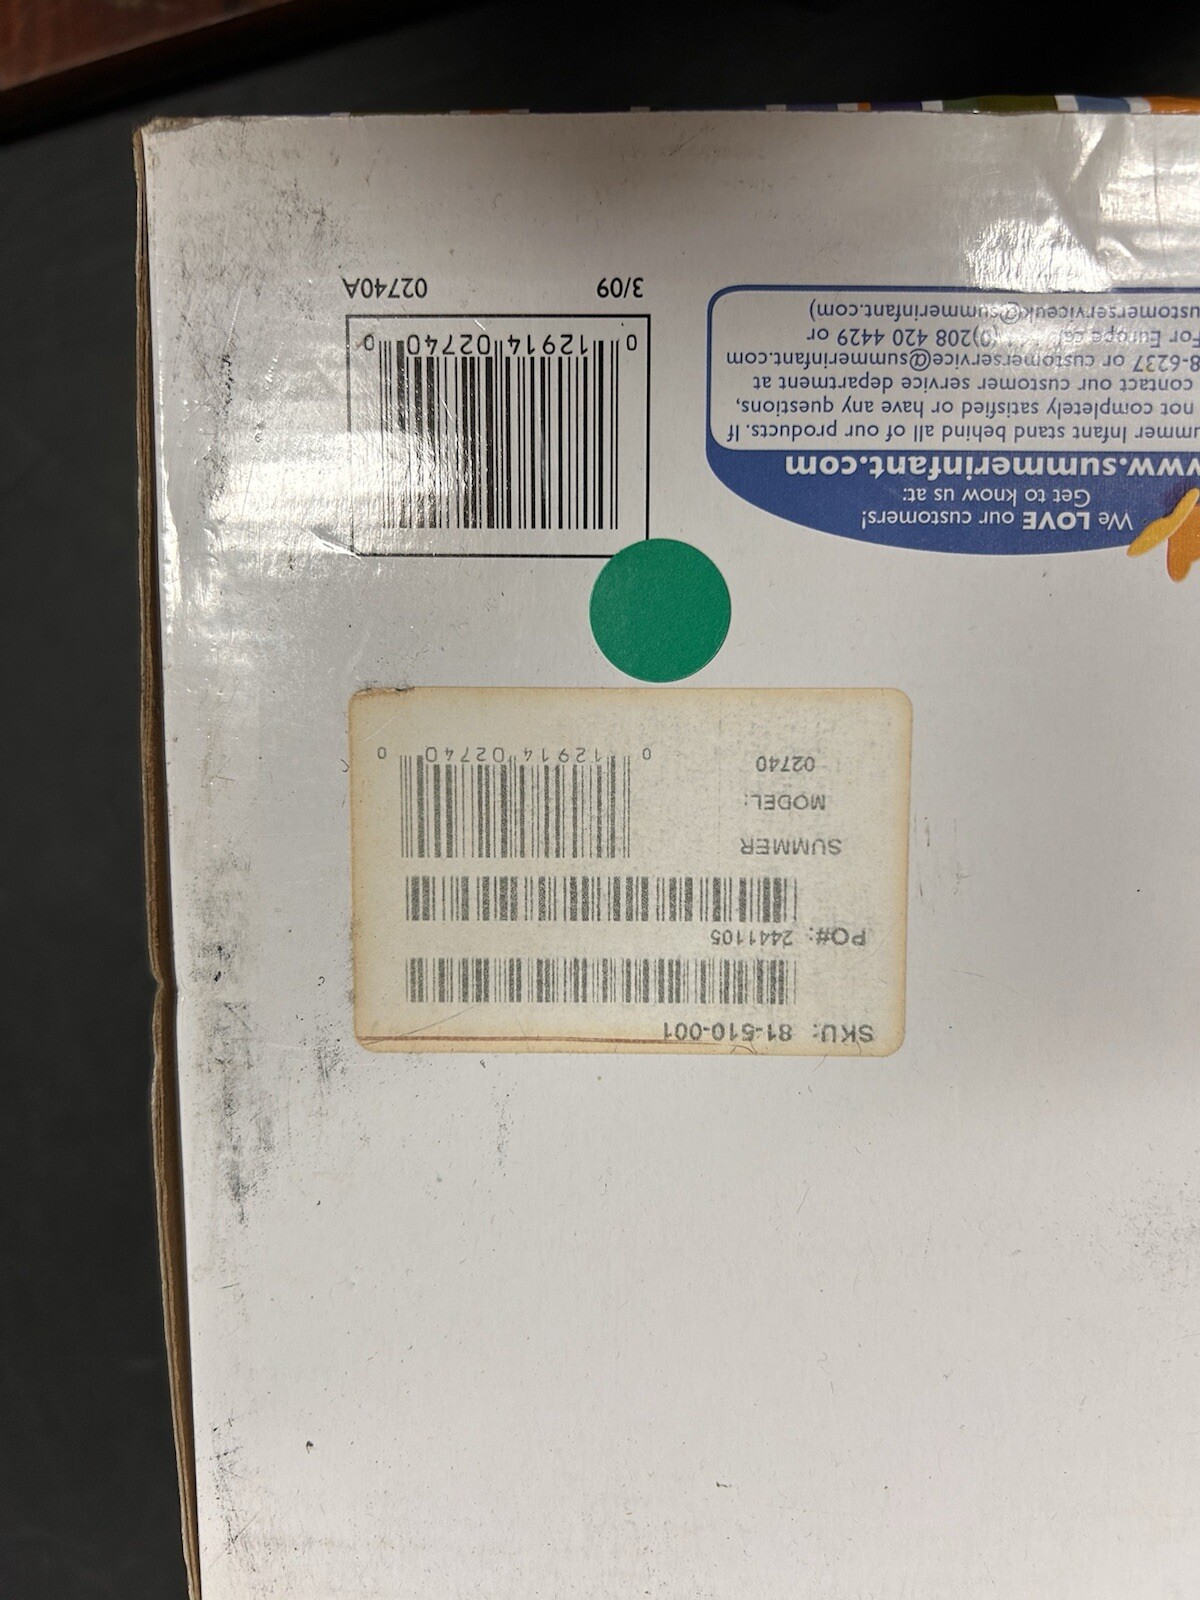 SKU: 81-510-001
PO#: 2441105
SUMMER
MODEL:
02740
0 12914 02740 0
We LOVE our customers!
Get to know us at:
www.summerinfant.com
ummer Infant stand behind all of our products. If
not completely satisfied or have any questions,
contact our customer service department at
8-6237 or customerservice@summerinfant.com
For Europe (0)208 420 4429 or
customerserviceuk@summerinfant.com)
0 12914 02740 0
3/09 02740A